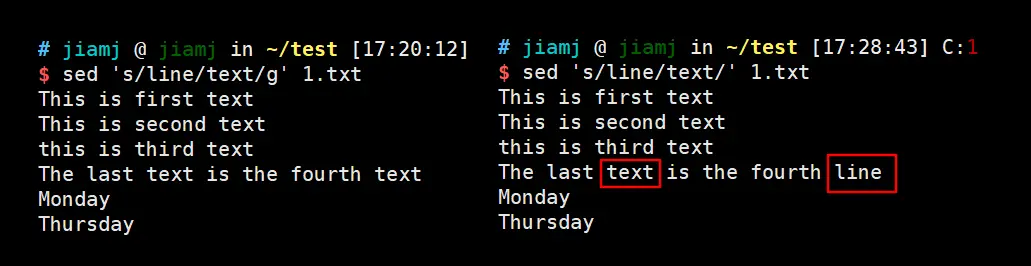 # jiamj @ jiamj in ~/test [17:20:12]
$ sed 's/line/text/g' 1.txt
This is first text
This is second text
this is third text
The last text is the fourth text
Monday
Thursday
# jiamj @ jiamj in ~/test [17:28:43] C:1
$ sed 's/line/text/' 1.txt
This is first text
This is second text
this is third text
The last text is the fourth line
Monday
Thursday